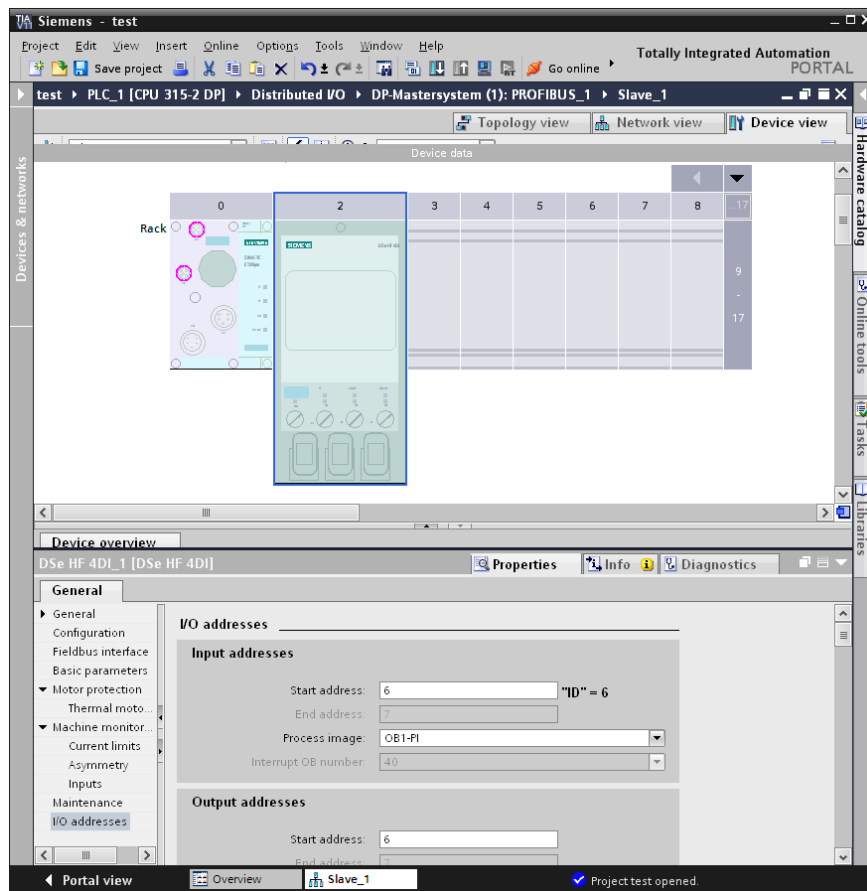 Siemens - test
Project Edit View Insert Online Options Tools Window Help
Save project Go online
Totally Integrated Automation
PORTAL
test ▸ PLC_1 [CPU 315-2 DP] ▸ Distributed I/O ▸ DP-Mastersystem (1): PROFIBUS_1 ▸ Slave_1
Topology view Network view Device view
Device data
Devices & networks
Hardware catalog
Online tools
Tasks
Libraries
0 2 3 4 5 6 7 8 ...17
Rack
SIEMENS
9
-
17
Device overview
DSe HF 4DI_1 [DSe HF 4DI]
Properties Info Diagnostics
General
General
Configuration
Fieldbus interface
Basic parameters
Motor protection
Thermal moto...
Machine monitor...
Current limits
Asymmetry
Inputs
Maintenance
I/O addresses
I/O addresses
Input addresses
Start address: 6 "ID" = 6
End address: 7
Process image: OB1-PI
Interrupt OB number: 40
Output addresses
Start address: 6
End address: 7
Portal view Overview Slave_1 Project test opened.